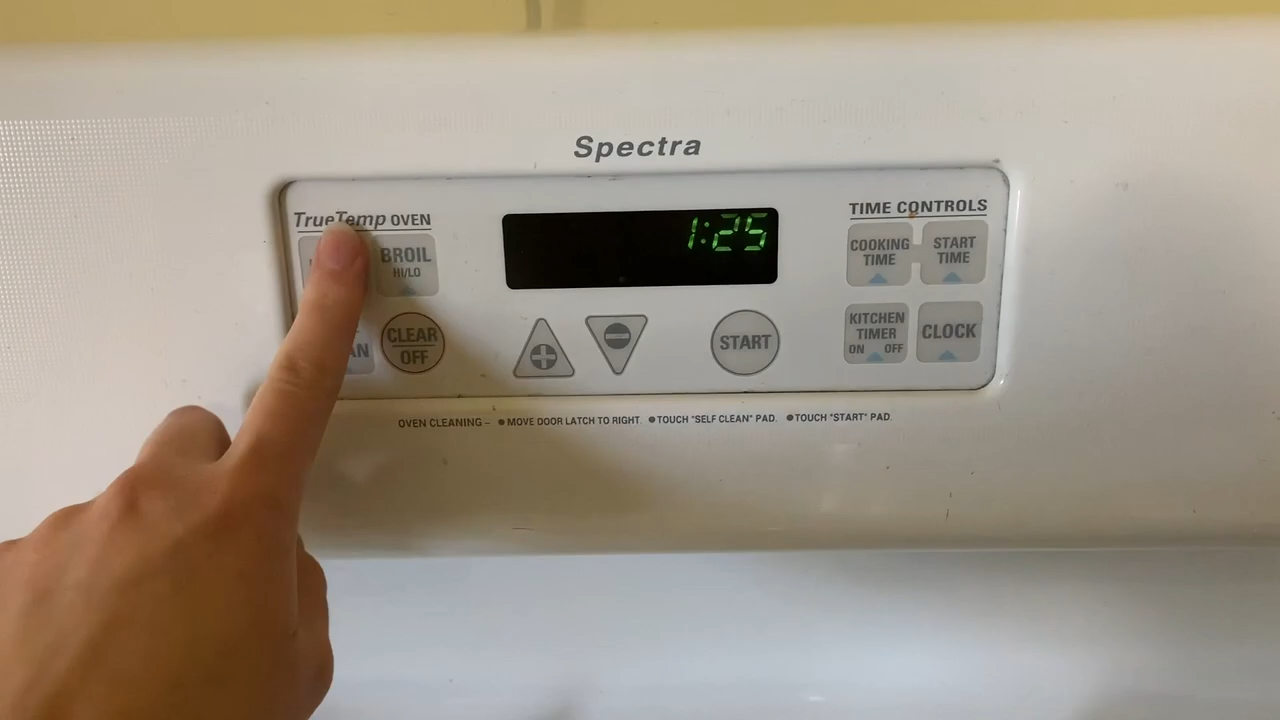 Spectra
TrueTemp OVEN
BROIL
HI/LO
CLEAR
OFF
1:25
START
TIME CONTROLS
COOKING
TIME
START
TIME
KITCHEN
TIMER
ON OFF
CLOCK
OVEN CLEANING – ● MOVE DOOR LATCH TO RIGHT. ● TOUCH "SELF CLEAN" PAD. ● TOUCH "START" PAD.